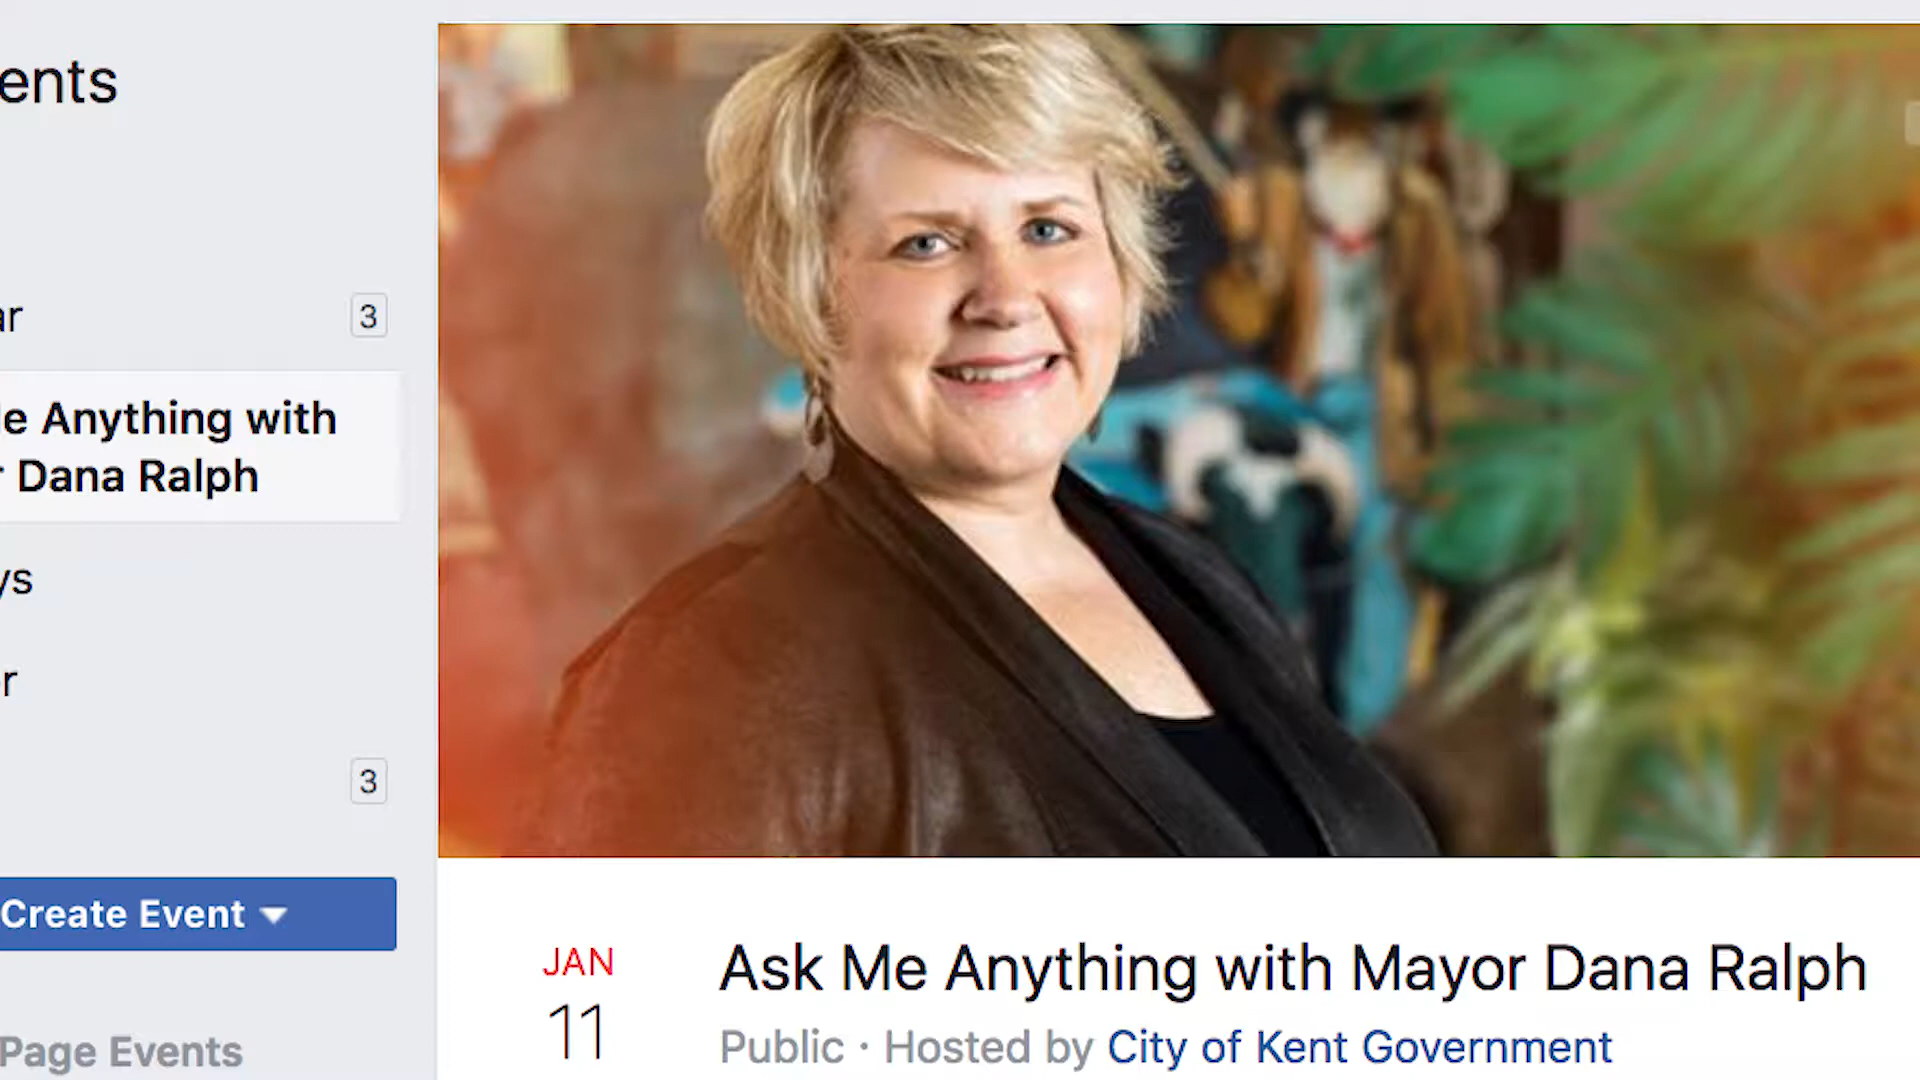 ents
ar
3
le Anything with
r Dana Ralph
ys
r
3
Create Event
Page Events
JAN
11
Ask Me Anything with Mayor Dana Ralph
Public · Hosted by City of Kent Government